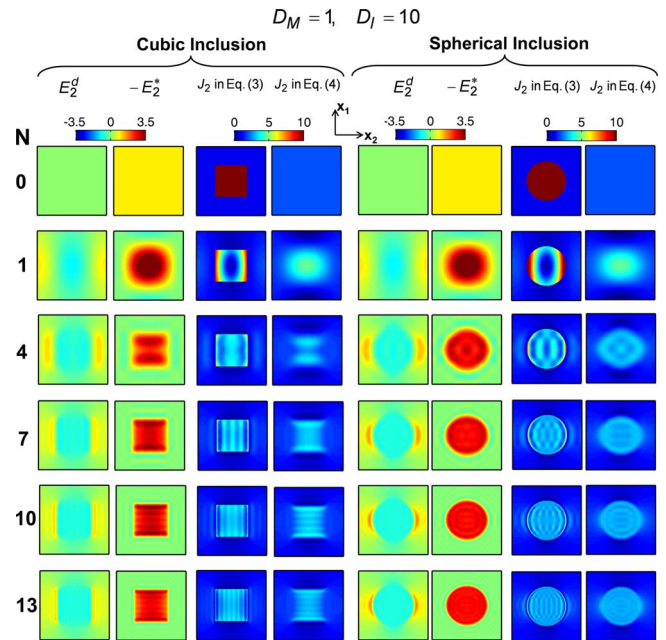 D_M = 1, D_I = 10
Cubic Inclusion Spherical Inclusion
E_2^d −E_2^* J_2 in Eq. (3) J_2 in Eq. (4) E_2^d −E_2^* J_2 in Eq. (3) J_2 in Eq. (4)
x_1
-3.5 0 3.5 0 5 10 x_2 -3.5 0 3.5 0 5 10
N
0
1
4
7
10
13